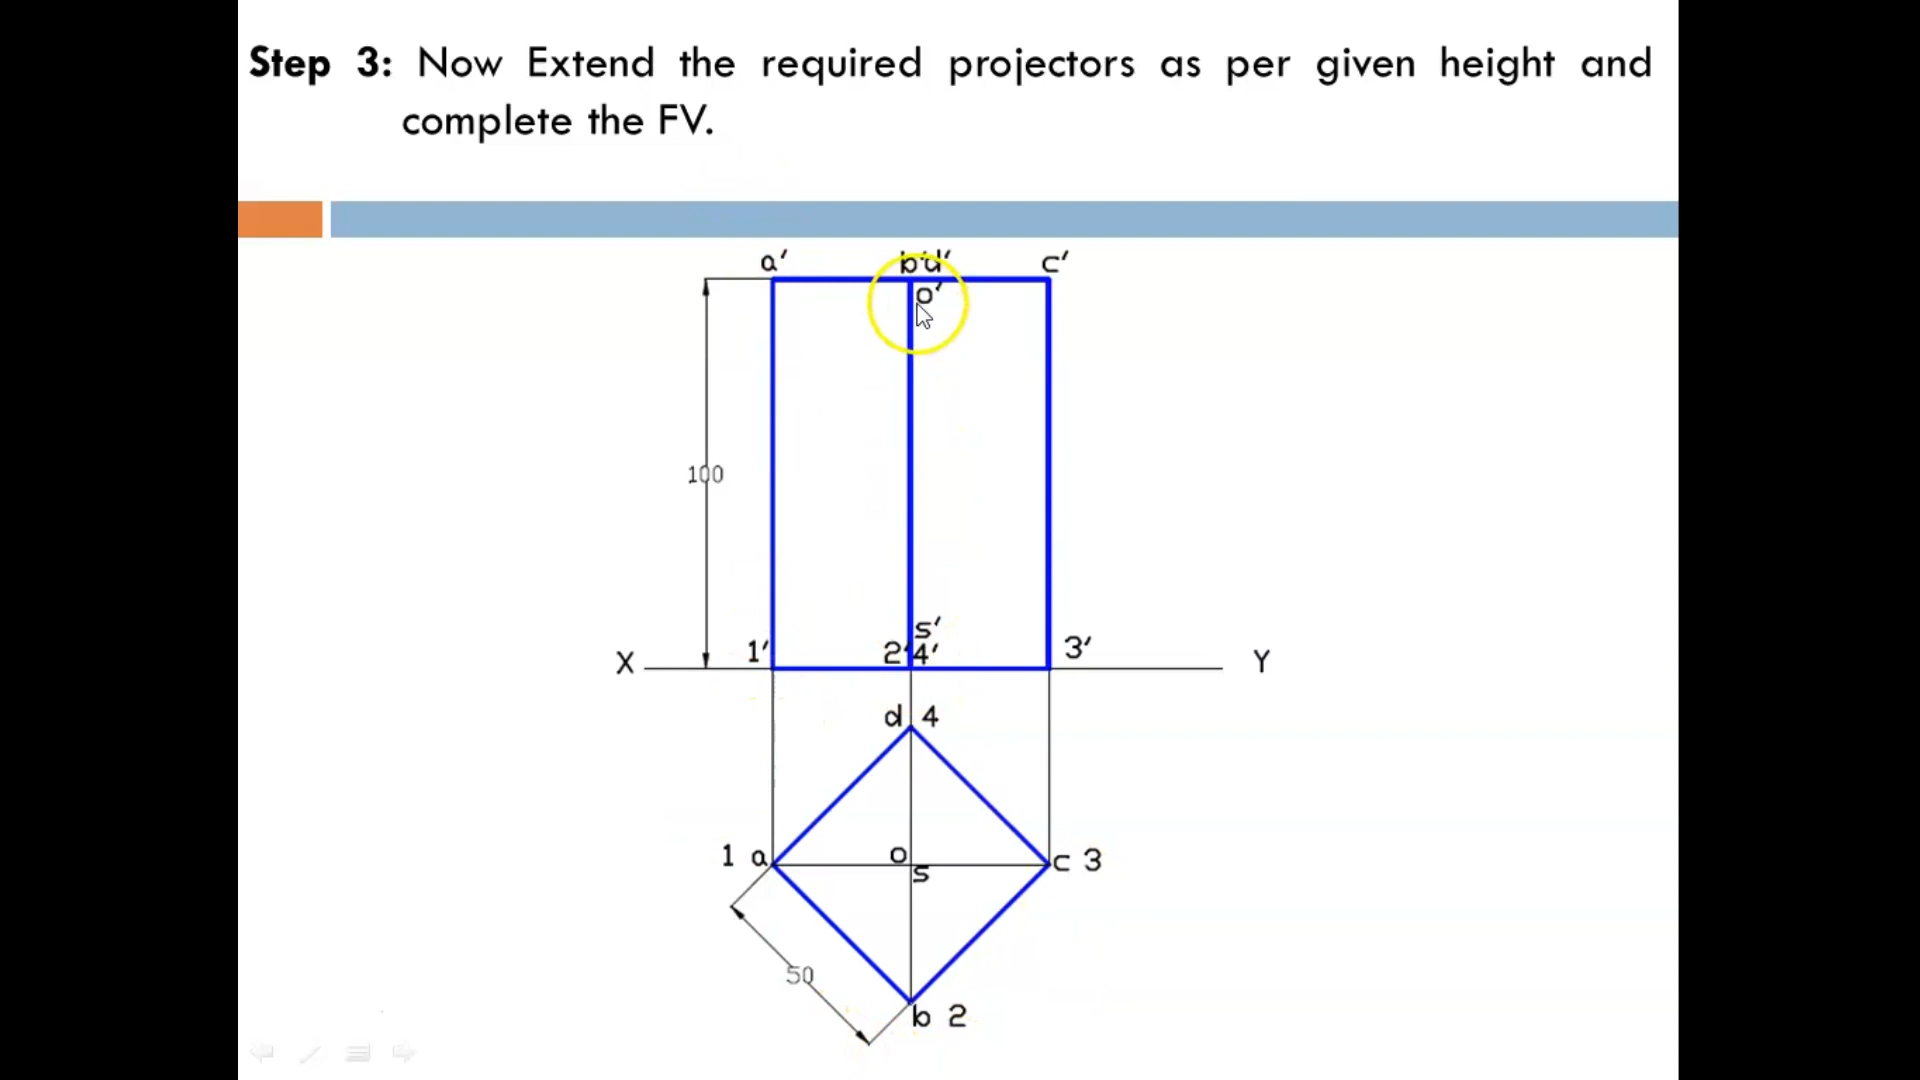 Step 3: Now Extend the required projectors as per given height and
complete the FV.
a' b'd' c'
o'
100
s'
1' 2'4' 3'
X Y
d 4
1 a o c 3
s
50
b 2